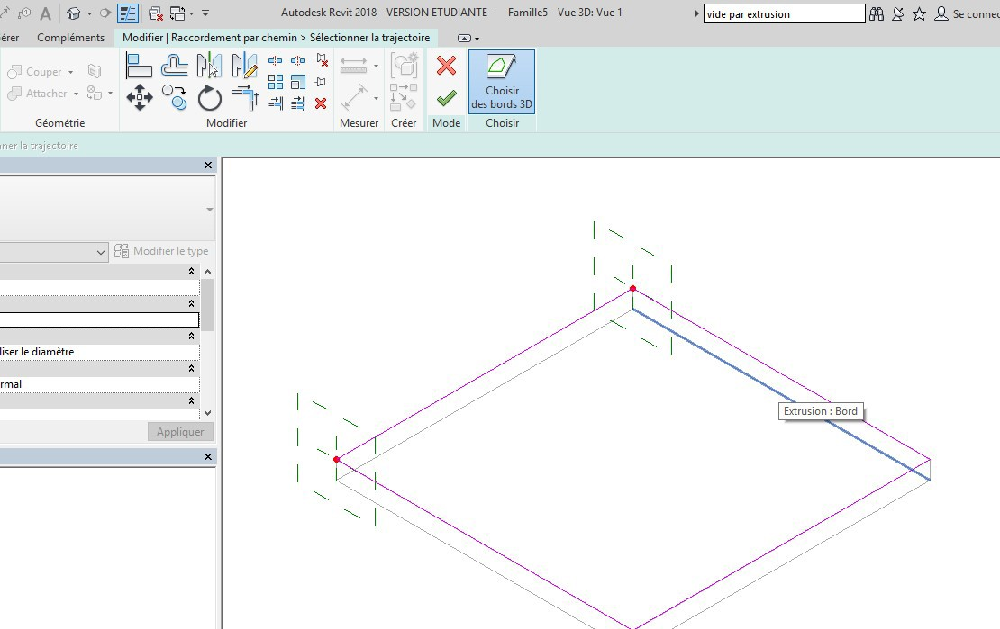 A
Autodesk Revit 2018 - VERSION ETUDIANTE - Famille5 - Vue 3D: Vue 1
vide par extrusion
Se connec
érer
Compléments
Modifier | Raccordement par chemin > Sélectionner la trajectoire
Couper
Attacher
Choisir
des bords 3D
Géométrie
Modifier
Mesurer
Créer
Mode
Choisir
ner la trajectoire
Modifier le type
liser le diamètre
rmal
Appliquer
Extrusion : Bord